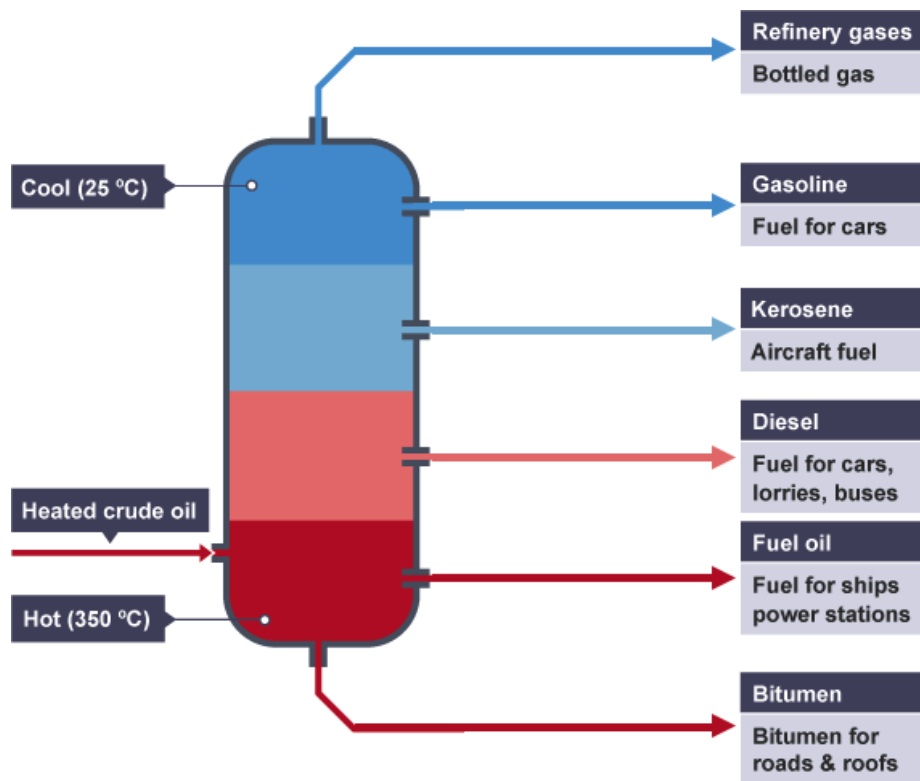 Refinery gases
Bottled gas
Cool (25 ºC)
Gasoline
Fuel for cars
Kerosene
Aircraft fuel
Diesel
Fuel for cars,
lorries, buses
Heated crude oil
Fuel oil
Fuel for ships
power stations
Hot (350 ºC)
Bitumen
Bitumen for
roads & roofs